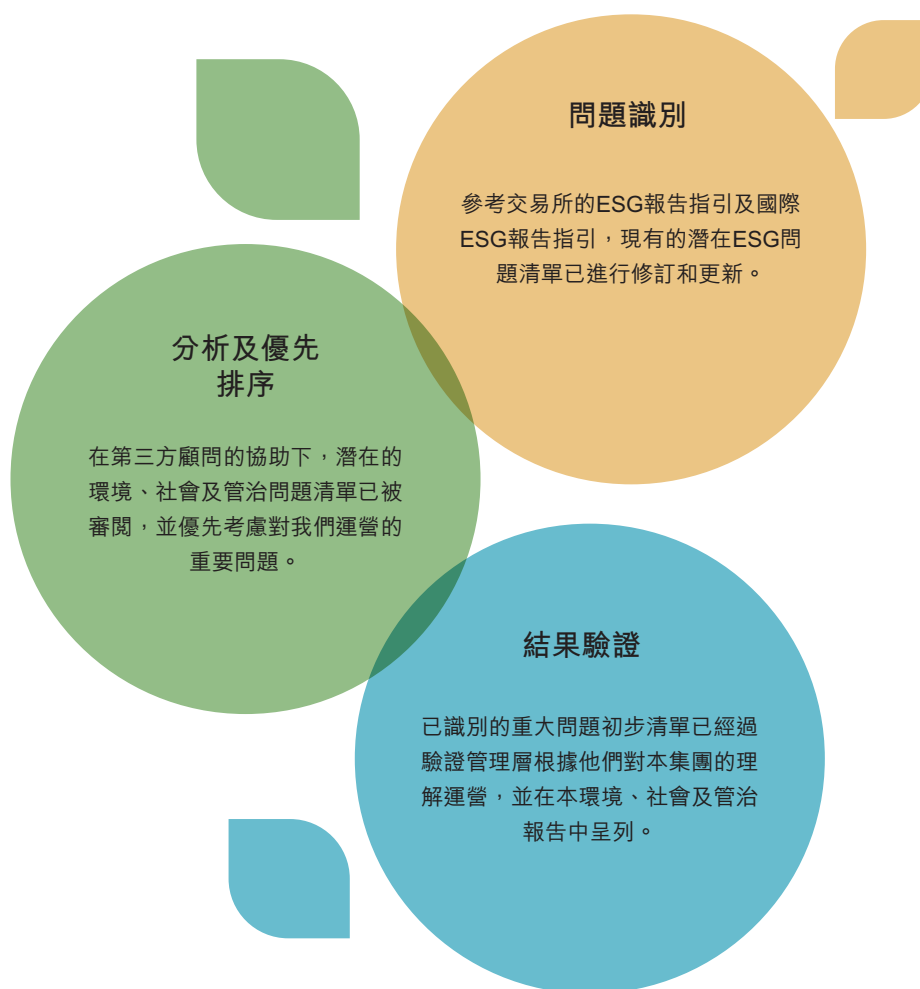 問題識別
參考交易所的ESG報告指引及國際
ESG報告指引，現有的潛在ESG問
題清單已進行修訂和更新。
分析及優先
排序
在第三方顧問的協助下，潛在的
環境、社會及管治問題清單已被
審閱，並優先考慮對我們運營的
重要問題。
結果驗證
已識別的重大問題初步清單已經過
驗證管理層根據他們對本集團的理
解運營，並在本環境、社會及管治
報告中呈列。